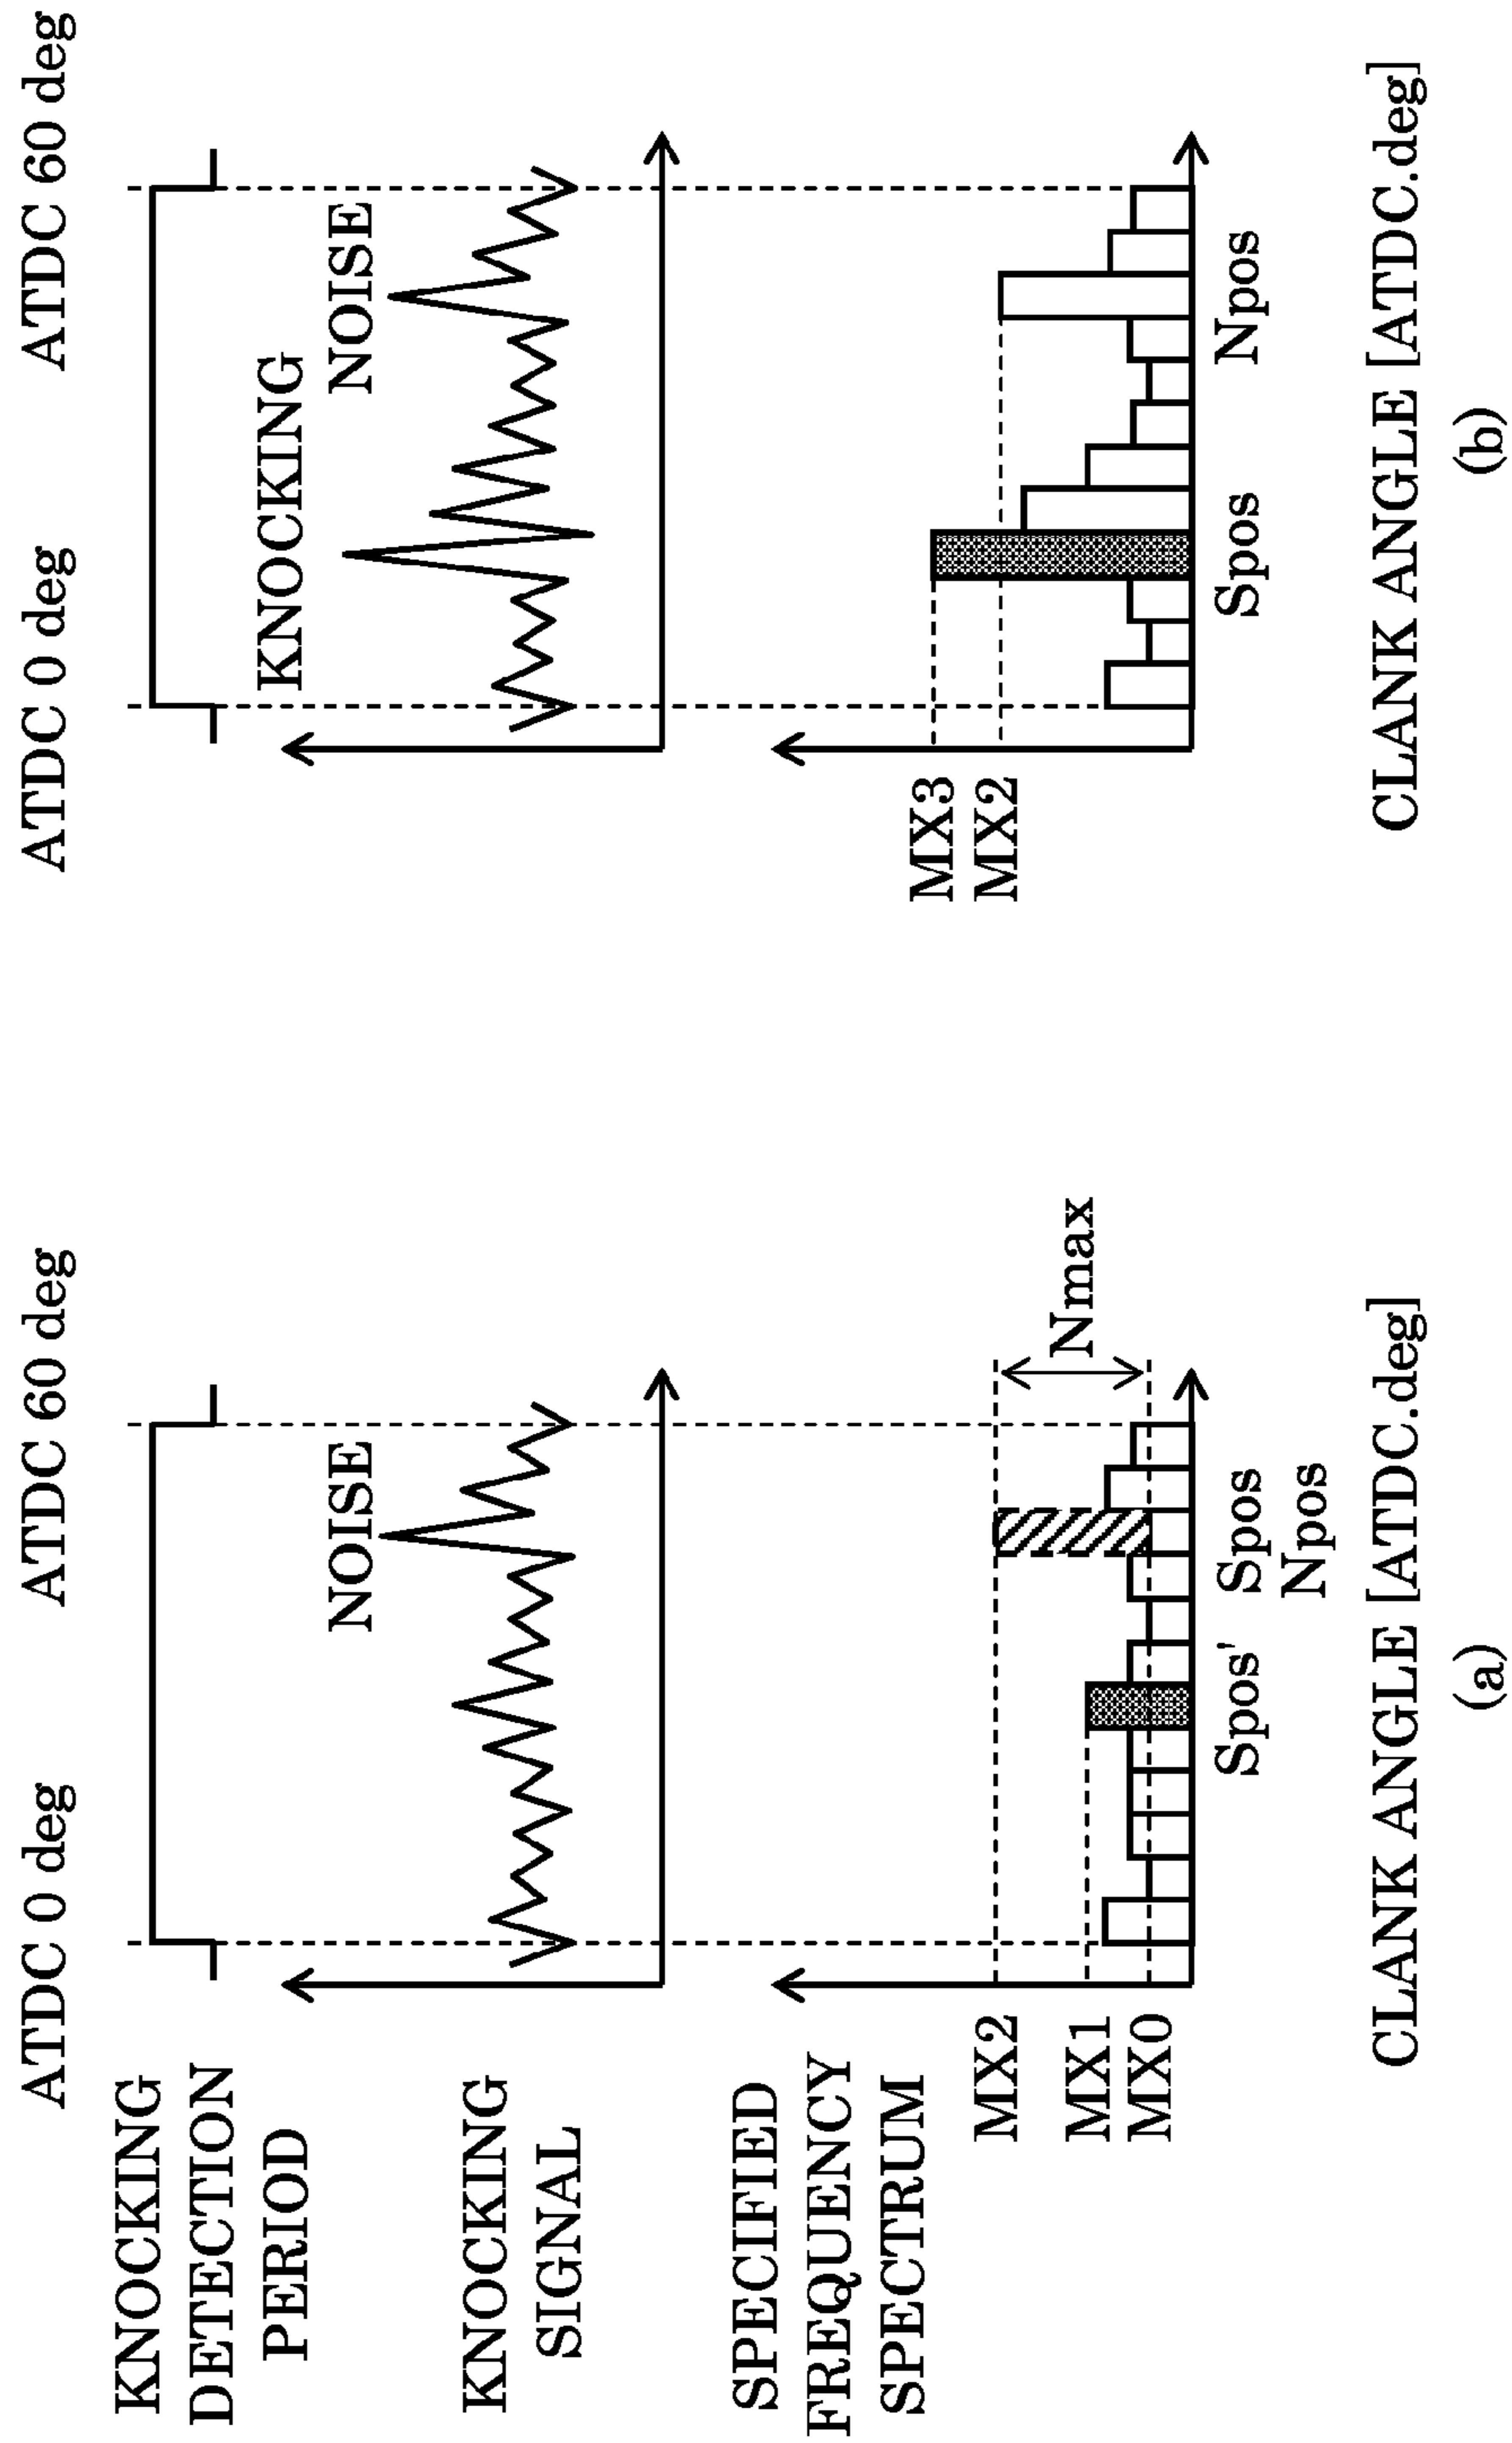 ATDC 0 deg
ATDC 60 deg
KNOCKING
DETECTION
PERIOD
NOISE
KNOCKING
SIGNAL
SPECIFIED
FREQUENCY
SPECTRUM
MX2
MX1
MX0
Nmax
Spos'
Spos
Npos
CLANK ANGLE [ATDC.deg]
(a)
ATDC 0 deg
ATDC 60 deg
KNOCKING
NOISE
MX3
MX2
Spos
Npos
CLANK ANGLE [ATDC.deg]
(b)